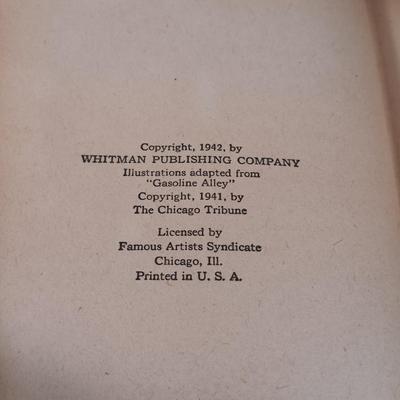 Copyright, 1942, by
WHITMAN PUBLISHING COMPANY
Illustrations adapted from
"Gasoline Alley"
Copyright, 1941, by
The Chicago Tribune
Licensed by
Famous Artists Syndicate
Chicago, Ill.
Printed in U. S. A.